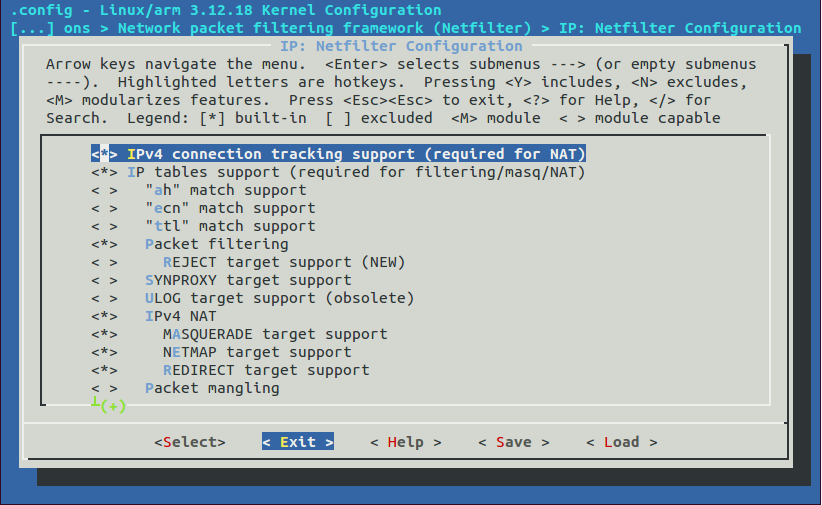 .config - Linux/arm 3.12.18 Kernel Configuration
[...] ons > Network packet filtering framework (Netfilter) > IP: Netfilter Configuration
IP: Netfilter Configuration
Arrow keys navigate the menu.  <Enter> selects submenus ---> (or empty submenus
----).  Highlighted letters are hotkeys.  Pressing <Y> includes, <N> excludes,
<M> modularizes features.  Press <Esc><Esc> to exit, <?> for Help, </> for
Search.  Legend: [*] built-in  [ ] excluded  <M> module  < > module capable
<*> IPv4 connection tracking support (required for NAT)
<*> IP tables support (required for filtering/masq/NAT)
< >   "ah" match support
< >   "ecn" match support
< >   "ttl" match support
<*>   Packet filtering
< >     REJECT target support (NEW)
< >   SYNPROXY target support
< >   ULOG target support (obsolete)
<*>   IPv4 NAT
<*>     MASQUERADE target support
<*>     NETMAP target support
<*>     REDIRECT target support
< >   Packet mangling
(+)
<Select>    < Exit >    < Help >    < Save >    < Load >